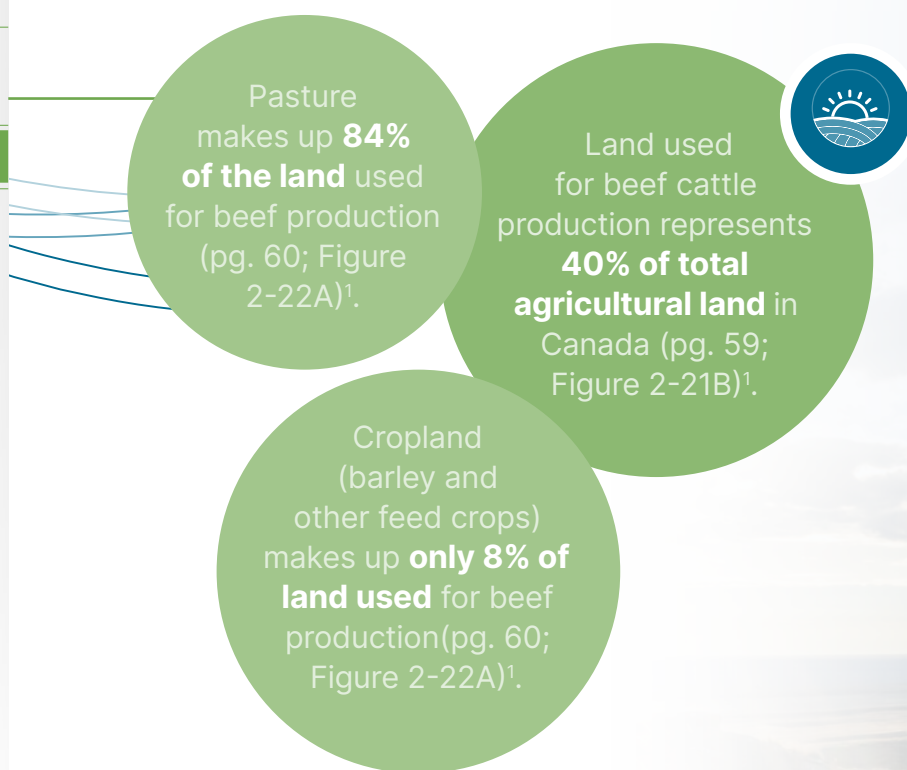 Pasture
makes up 84%
of the land used
for beef production
(pg. 60; Figure
2-22A)¹.
Land used
for beef cattle
production represents
40% of total
agricultural land in
Canada (pg. 59;
Figure 2-21B)¹.
Cropland
(barley and
other feed crops)
makes up only 8% of
land used for beef
production(pg. 60;
Figure 2-22A)¹.